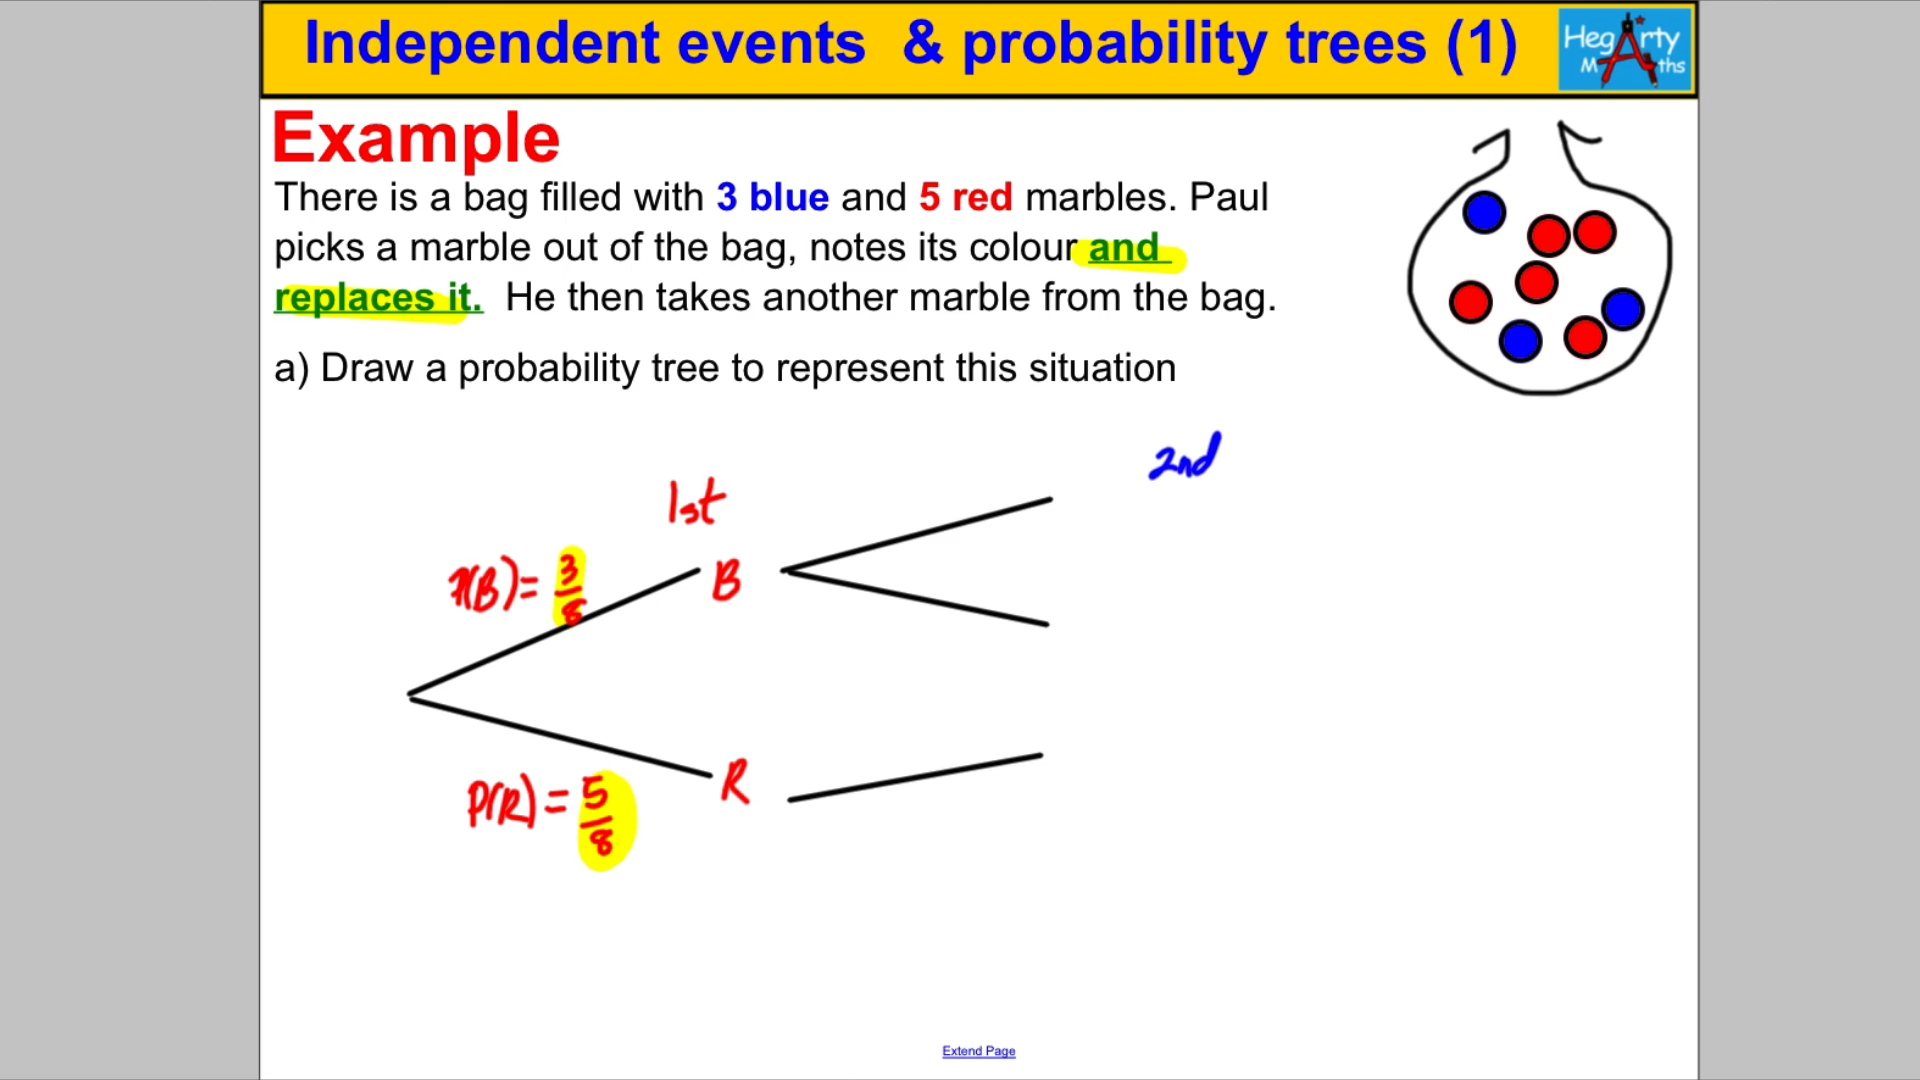 Independent events & probability trees (1)
Hegarty
Maths
Example
There is a bag filled with 3 blue and 5 red marbles. Paul
picks a marble out of the bag, notes its colour and
replaces it. He then takes another marble from the bag.
a) Draw a probability tree to represent this situation
2nd
1st
P(B) = 3/8
B
R
P(R) = 5/8
Extend Page